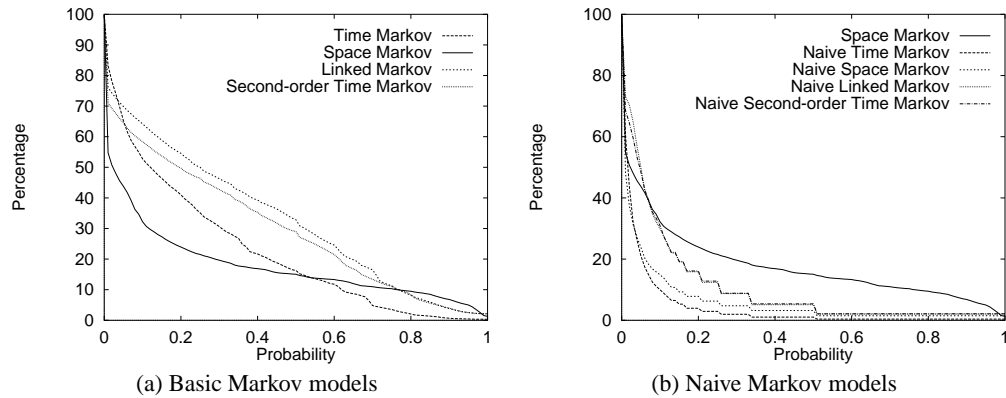 100
90
80
70
60
50
40
30
20
10
0
Percentage
Time Markov
Space Markov
Linked Markov
Second-order Time Markov
0 0.2 0.4 0.6 0.8 1
Probability
(a) Basic Markov models
100
80
60
40
20
0
Percentage
Space Markov
Naive Time Markov
Naive Space Markov
Naive Linked Markov
Naive Second-order Time Markov
0 0.2 0.4 0.6 0.8 1
Probability
(b) Naive Markov models